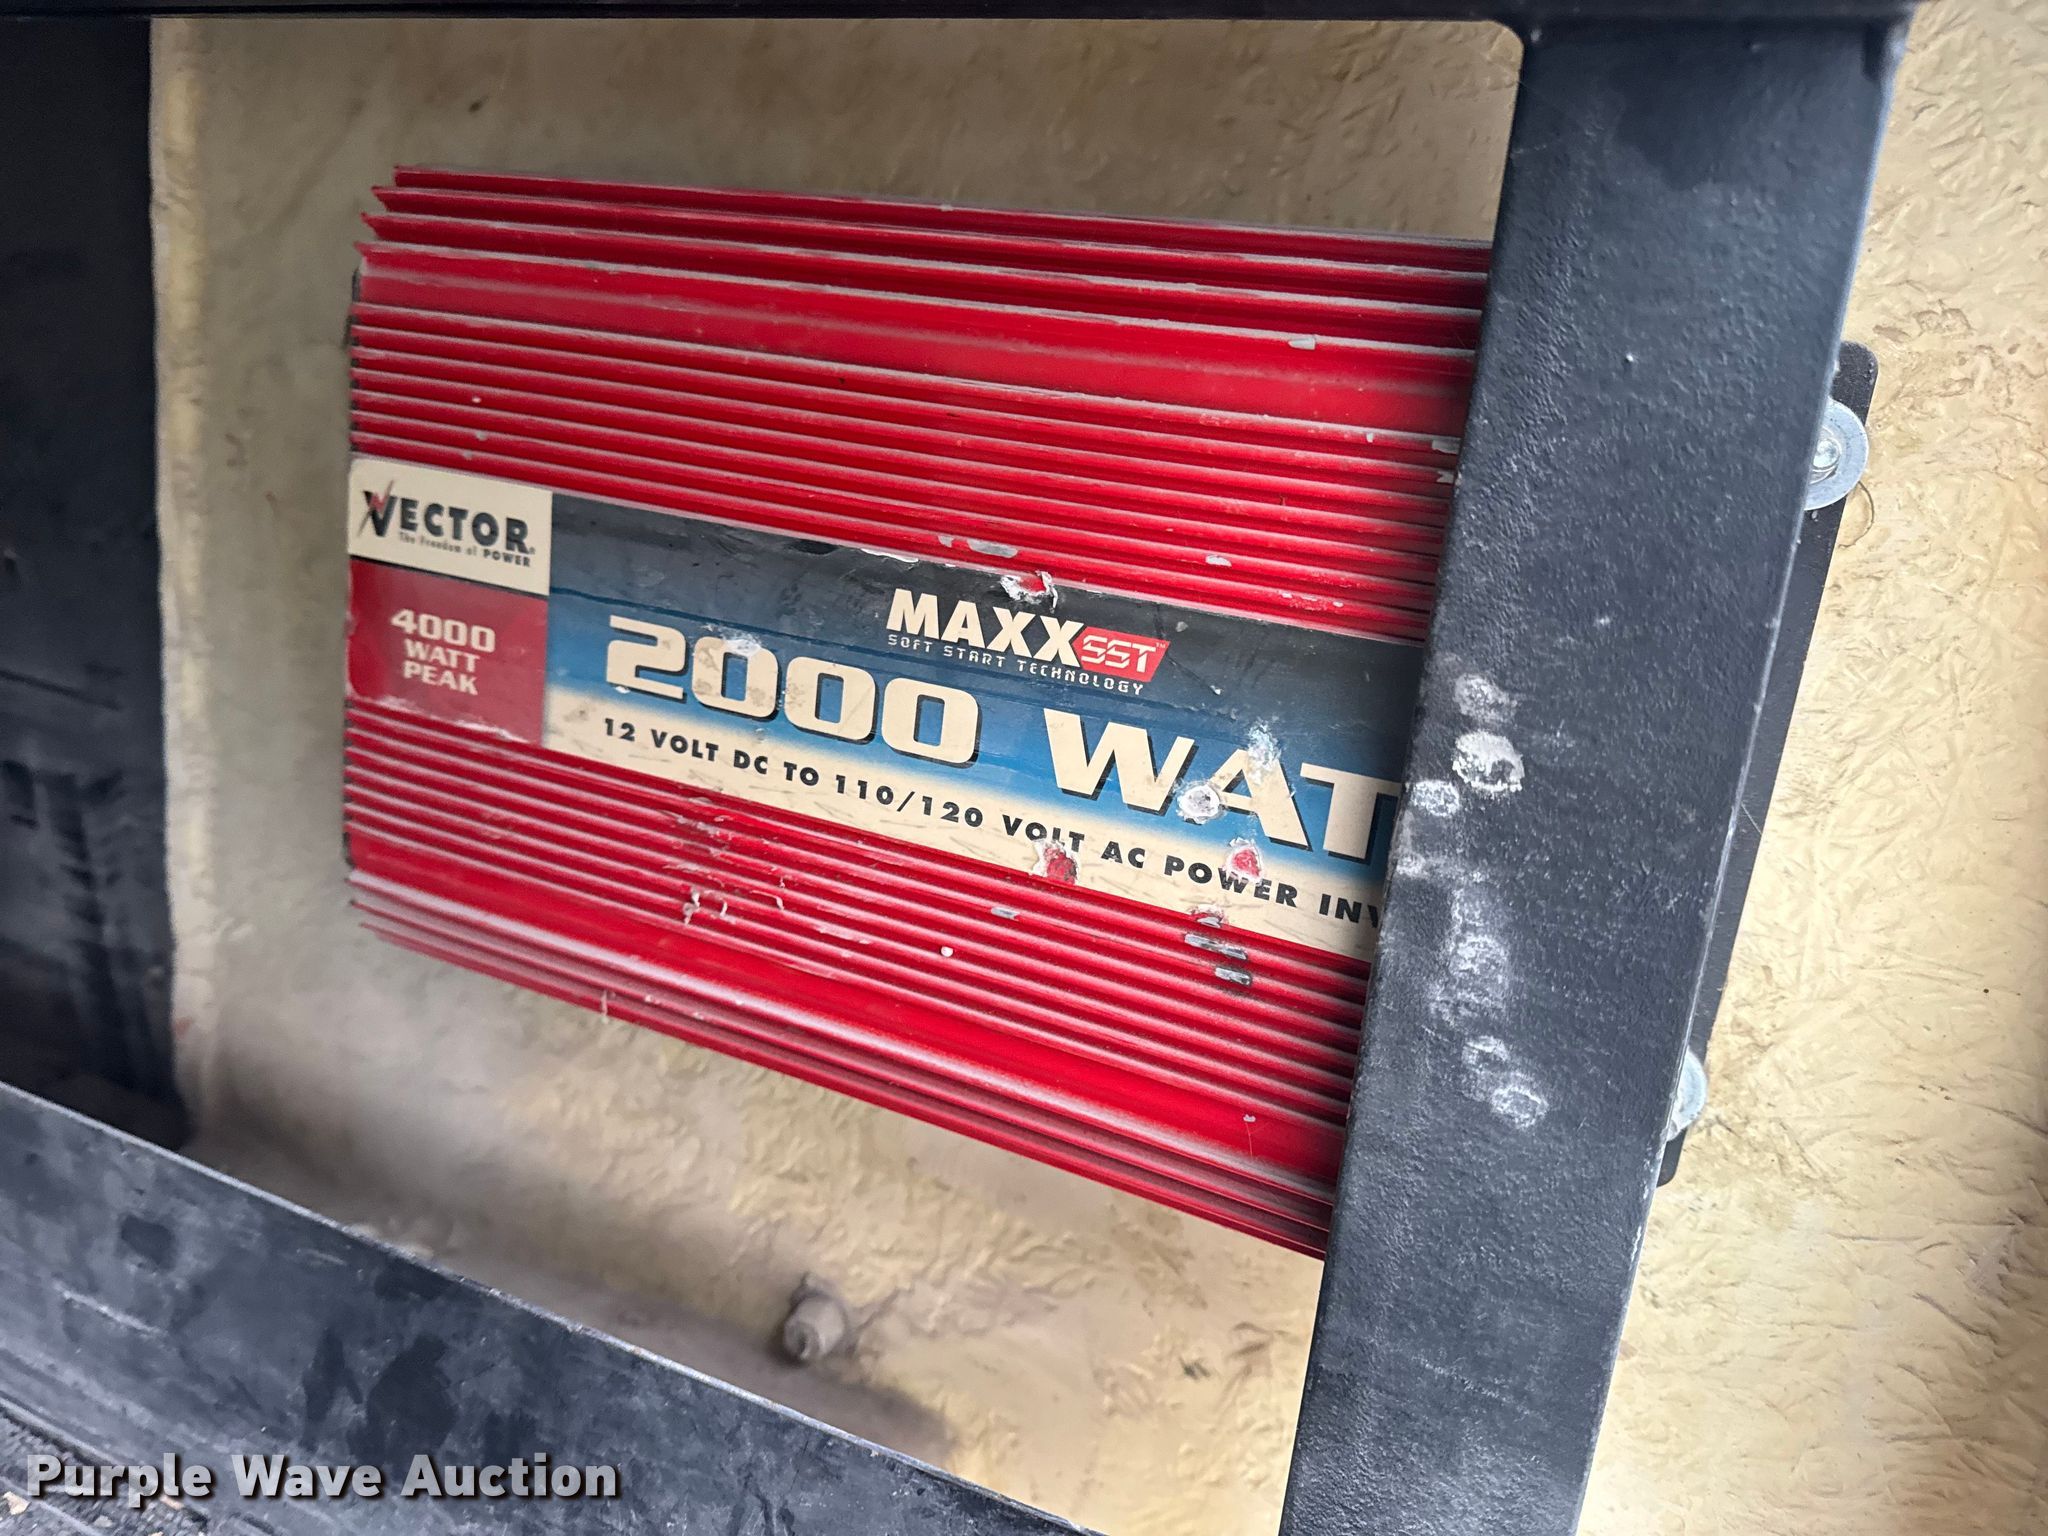 VECTOR®
The Freedom of POWER
4000
WATT
PEAK
MAXX SST™
SOFT START TECHNOLOGY
2000 WAT
12 VOLT DC TO 110/120 VOLT AC POWER INV
Purple Wave Auction